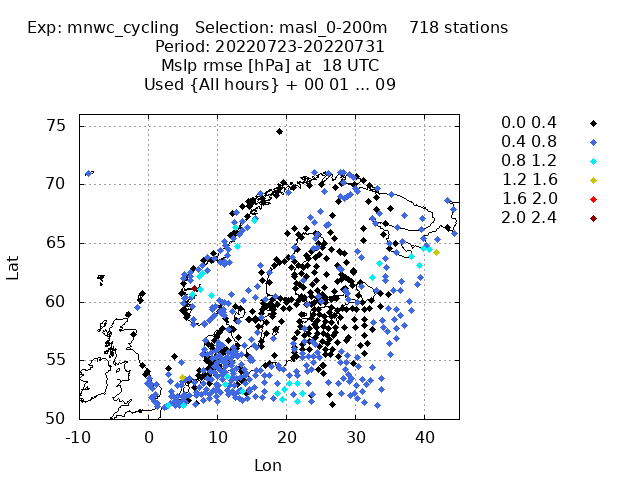 Exp: mnwc_cycling   Selection: masl_0-200m    718 stations
Period: 20220723-20220731
Mslp rmse [hPa] at  18 UTC
Used {All hours} + 00 01 ... 09
0.0 0.4
0.4 0.8
0.8 1.2
1.2 1.6
1.6 2.0
2.0 2.4
75
70
65
60
55
50
Lat
-10 0 10 20 30 40
Lon